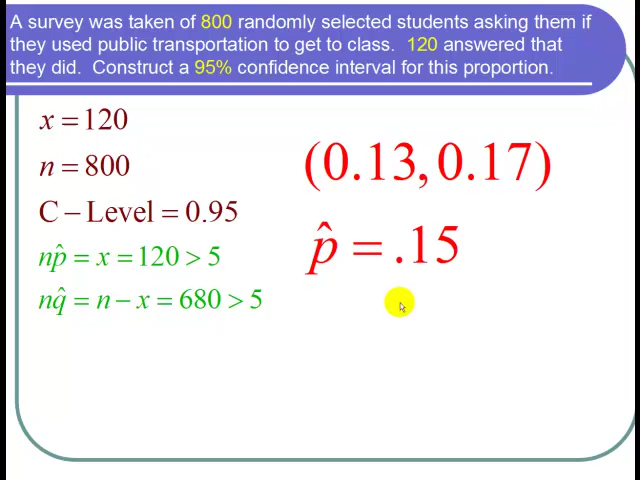 A survey was taken of 800 randomly selected students asking them if
they used public transportation to get to class. 120 answered that
they did. Construct a 95% confidence interval for this proportion.
x = 120
n = 800
C − Level = 0.95
np̂ = x = 120 > 5
nq̂ = n − x = 680 > 5
(0.13, 0.17)
p̂ = .15